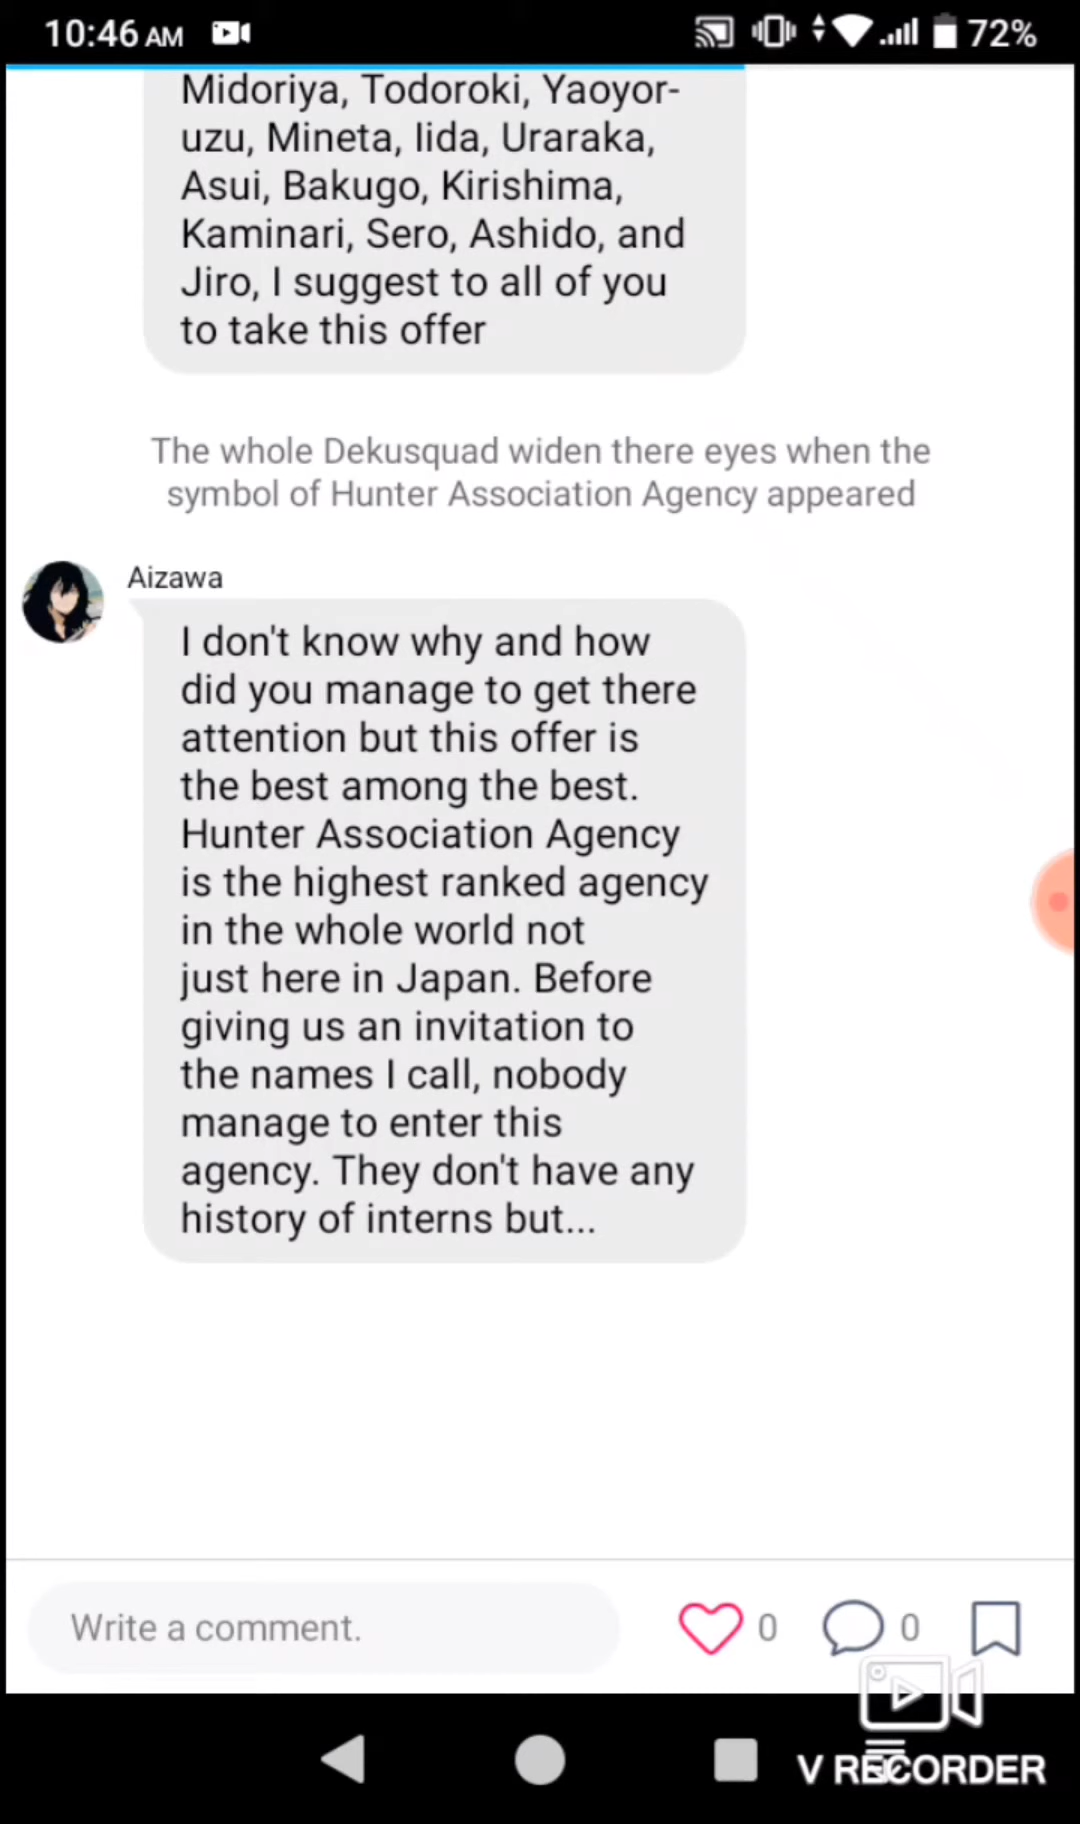 10:46 AM
72%
Midoriya, Todoroki, Yaoyor-
uzu, Mineta, Iida, Uraraka,
Asui, Bakugo, Kirishima,
Kaminari, Sero, Ashido, and
Jiro, I suggest to all of you
to take this offer
The whole Dekusquad widen there eyes when the
symbol of Hunter Association Agency appeared
Aizawa
I don't know why and how
did you manage to get there
attention but this offer is
the best among the best.
Hunter Association Agency
is the highest ranked agency
in the whole world not
just here in Japan. Before
giving us an invitation to
the names I call, nobody
manage to enter this
agency. They don't have any
history of interns but...
Write a comment.
0
0
V RECORDER